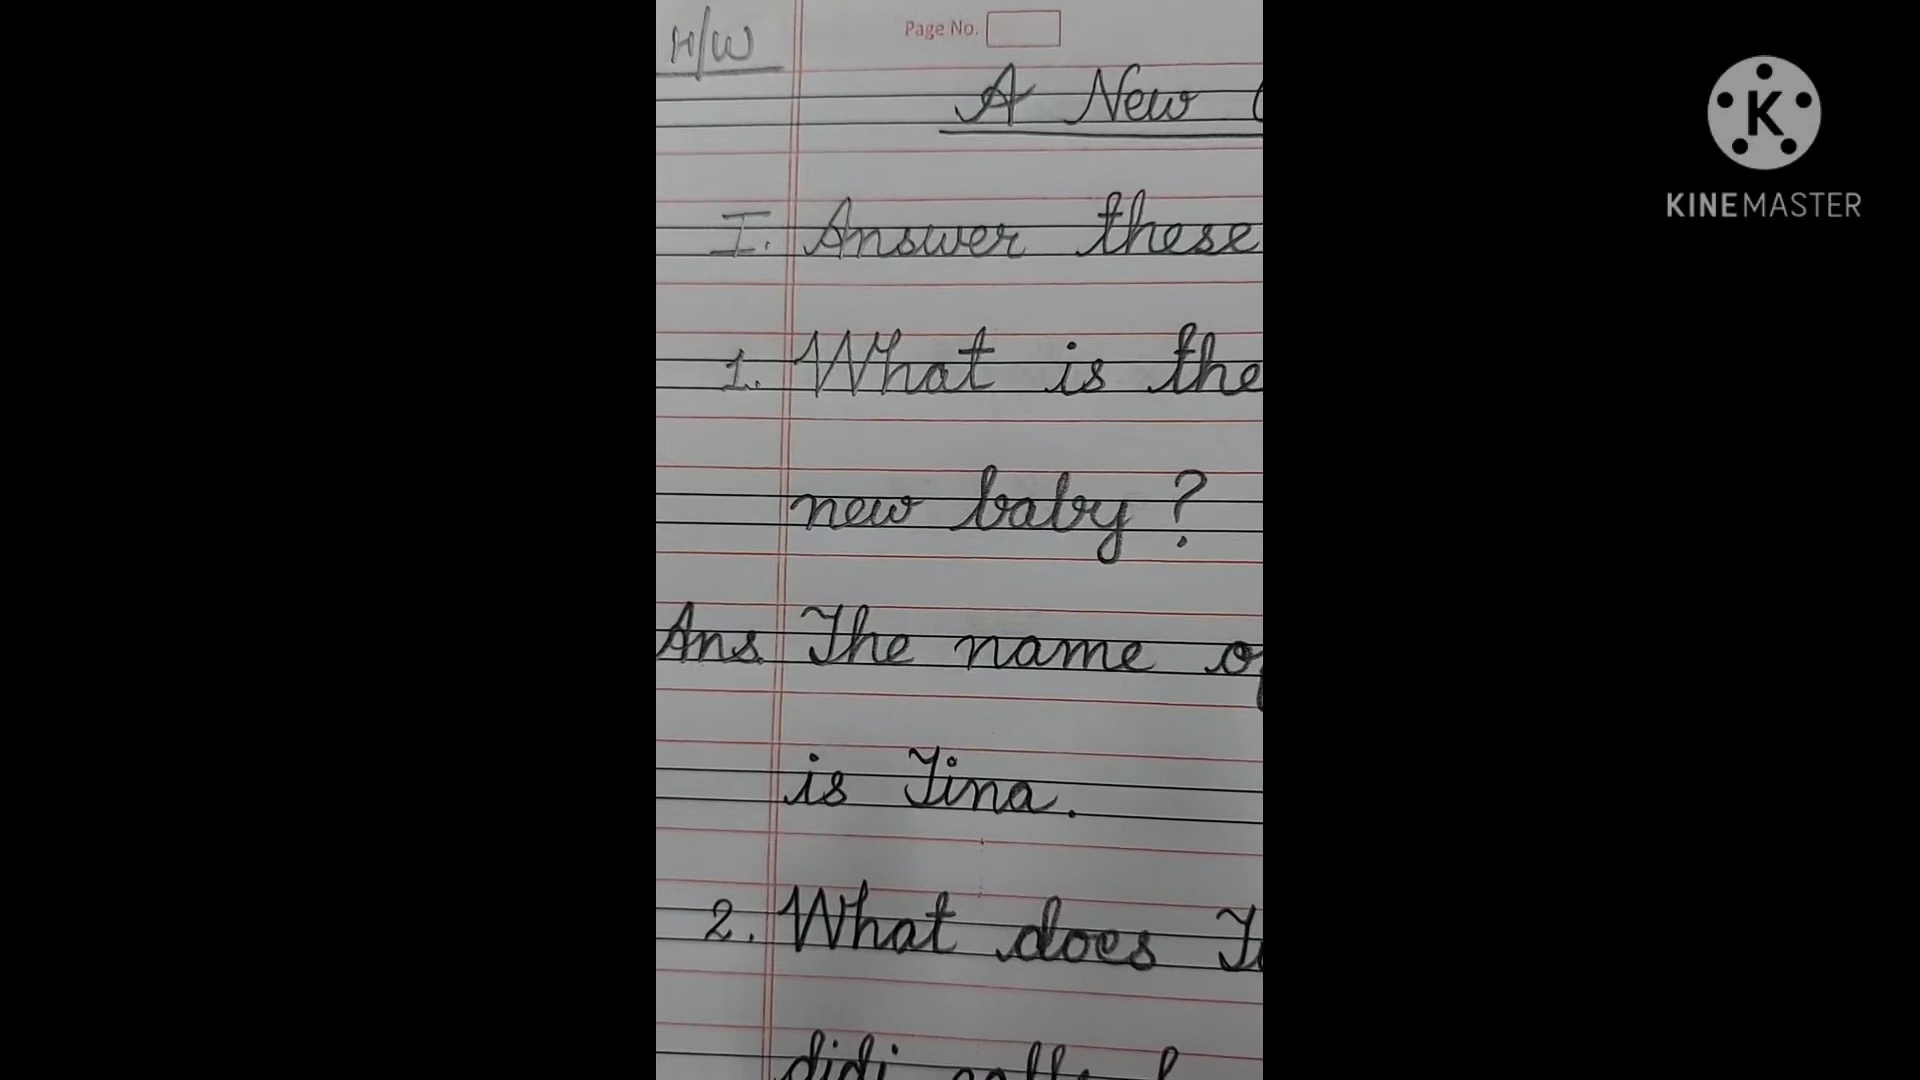 H/W
Page No.
A New
I. Answer these
1. What is the
new baby?
Ans. The name
is Tina.
2. What does
didi
K
KINEMASTER